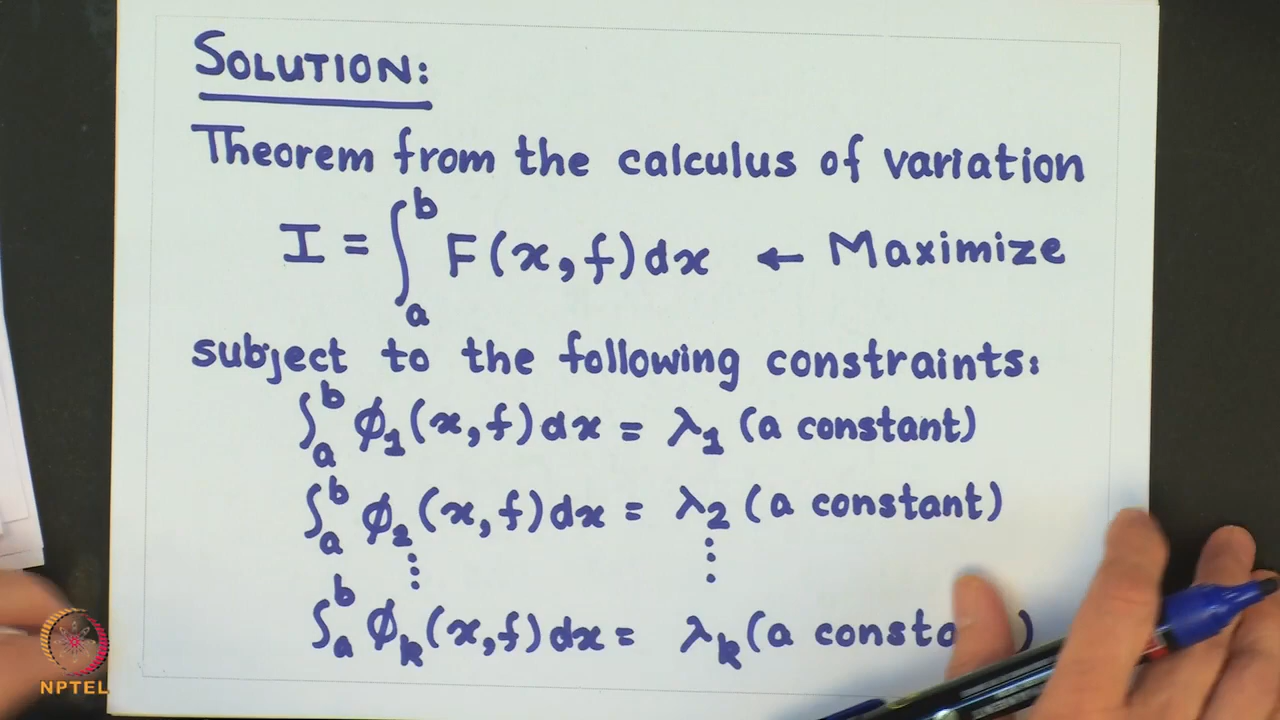 SOLUTION:
Theorem from the calculus of variation
I = ∫_a^b F(x,f)dx ← Maximize
subject to the following constraints:
∫_a^b ϕ_1(x,f)dx = λ_1 (a constant)
∫_a^b ϕ_2(x,f)dx = λ_2 (a constant)
⋮ ⋮
∫_a^b ϕ_k(x,f)dx = λ_k (a )
NPTEL